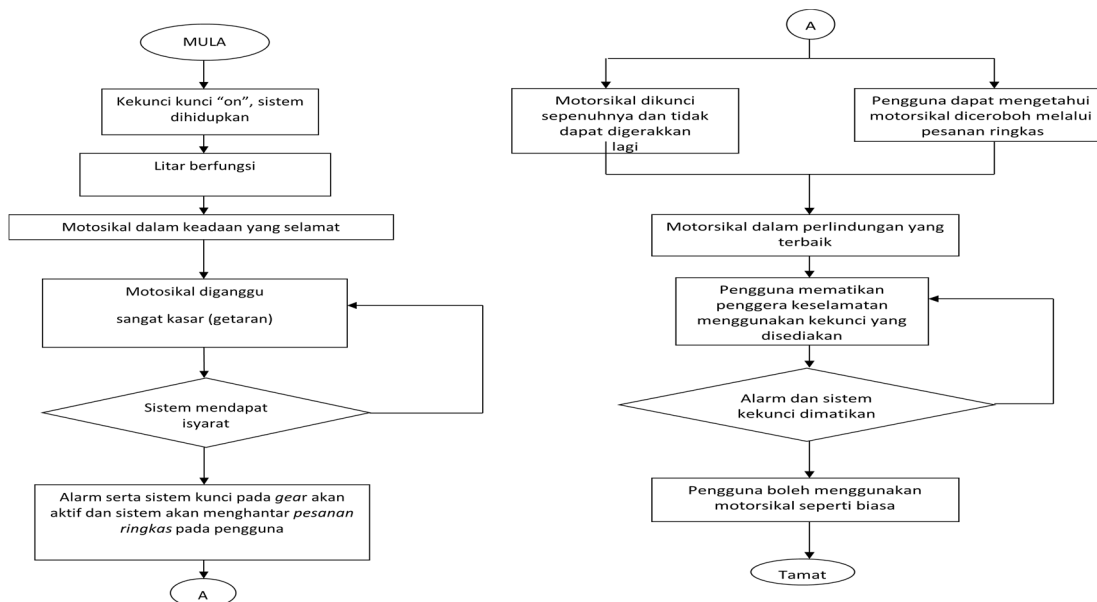 MULA
Kekunci kunci “on”, sistem
dihidupkan
Litar berfungsi
Motosikal dalam keadaan yang selamat
Motosikal diganggu
sangat kasar (getaran)
Sistem mendapat
isyarat
Alarm serta sistem kunci pada gear akan
aktif dan sistem akan menghantar pesanan
ringkas pada pengguna
A
A
Motorsikal dikunci
sepenuhnya dan tidak
dapat digerakkan
lagi
Pengguna dapat mengetahui
motorsikal diceroboh melalui
pesanan ringkas
Motorsikal dalam perlindungan yang
terbaik
Pengguna mematikan
penggera keselamatan
menggunakan kekunci yang
disediakan
Alarm dan sistem
kekunci dimatikan
Pengguna boleh menggunakan
motorsikal seperti biasa
Tamat